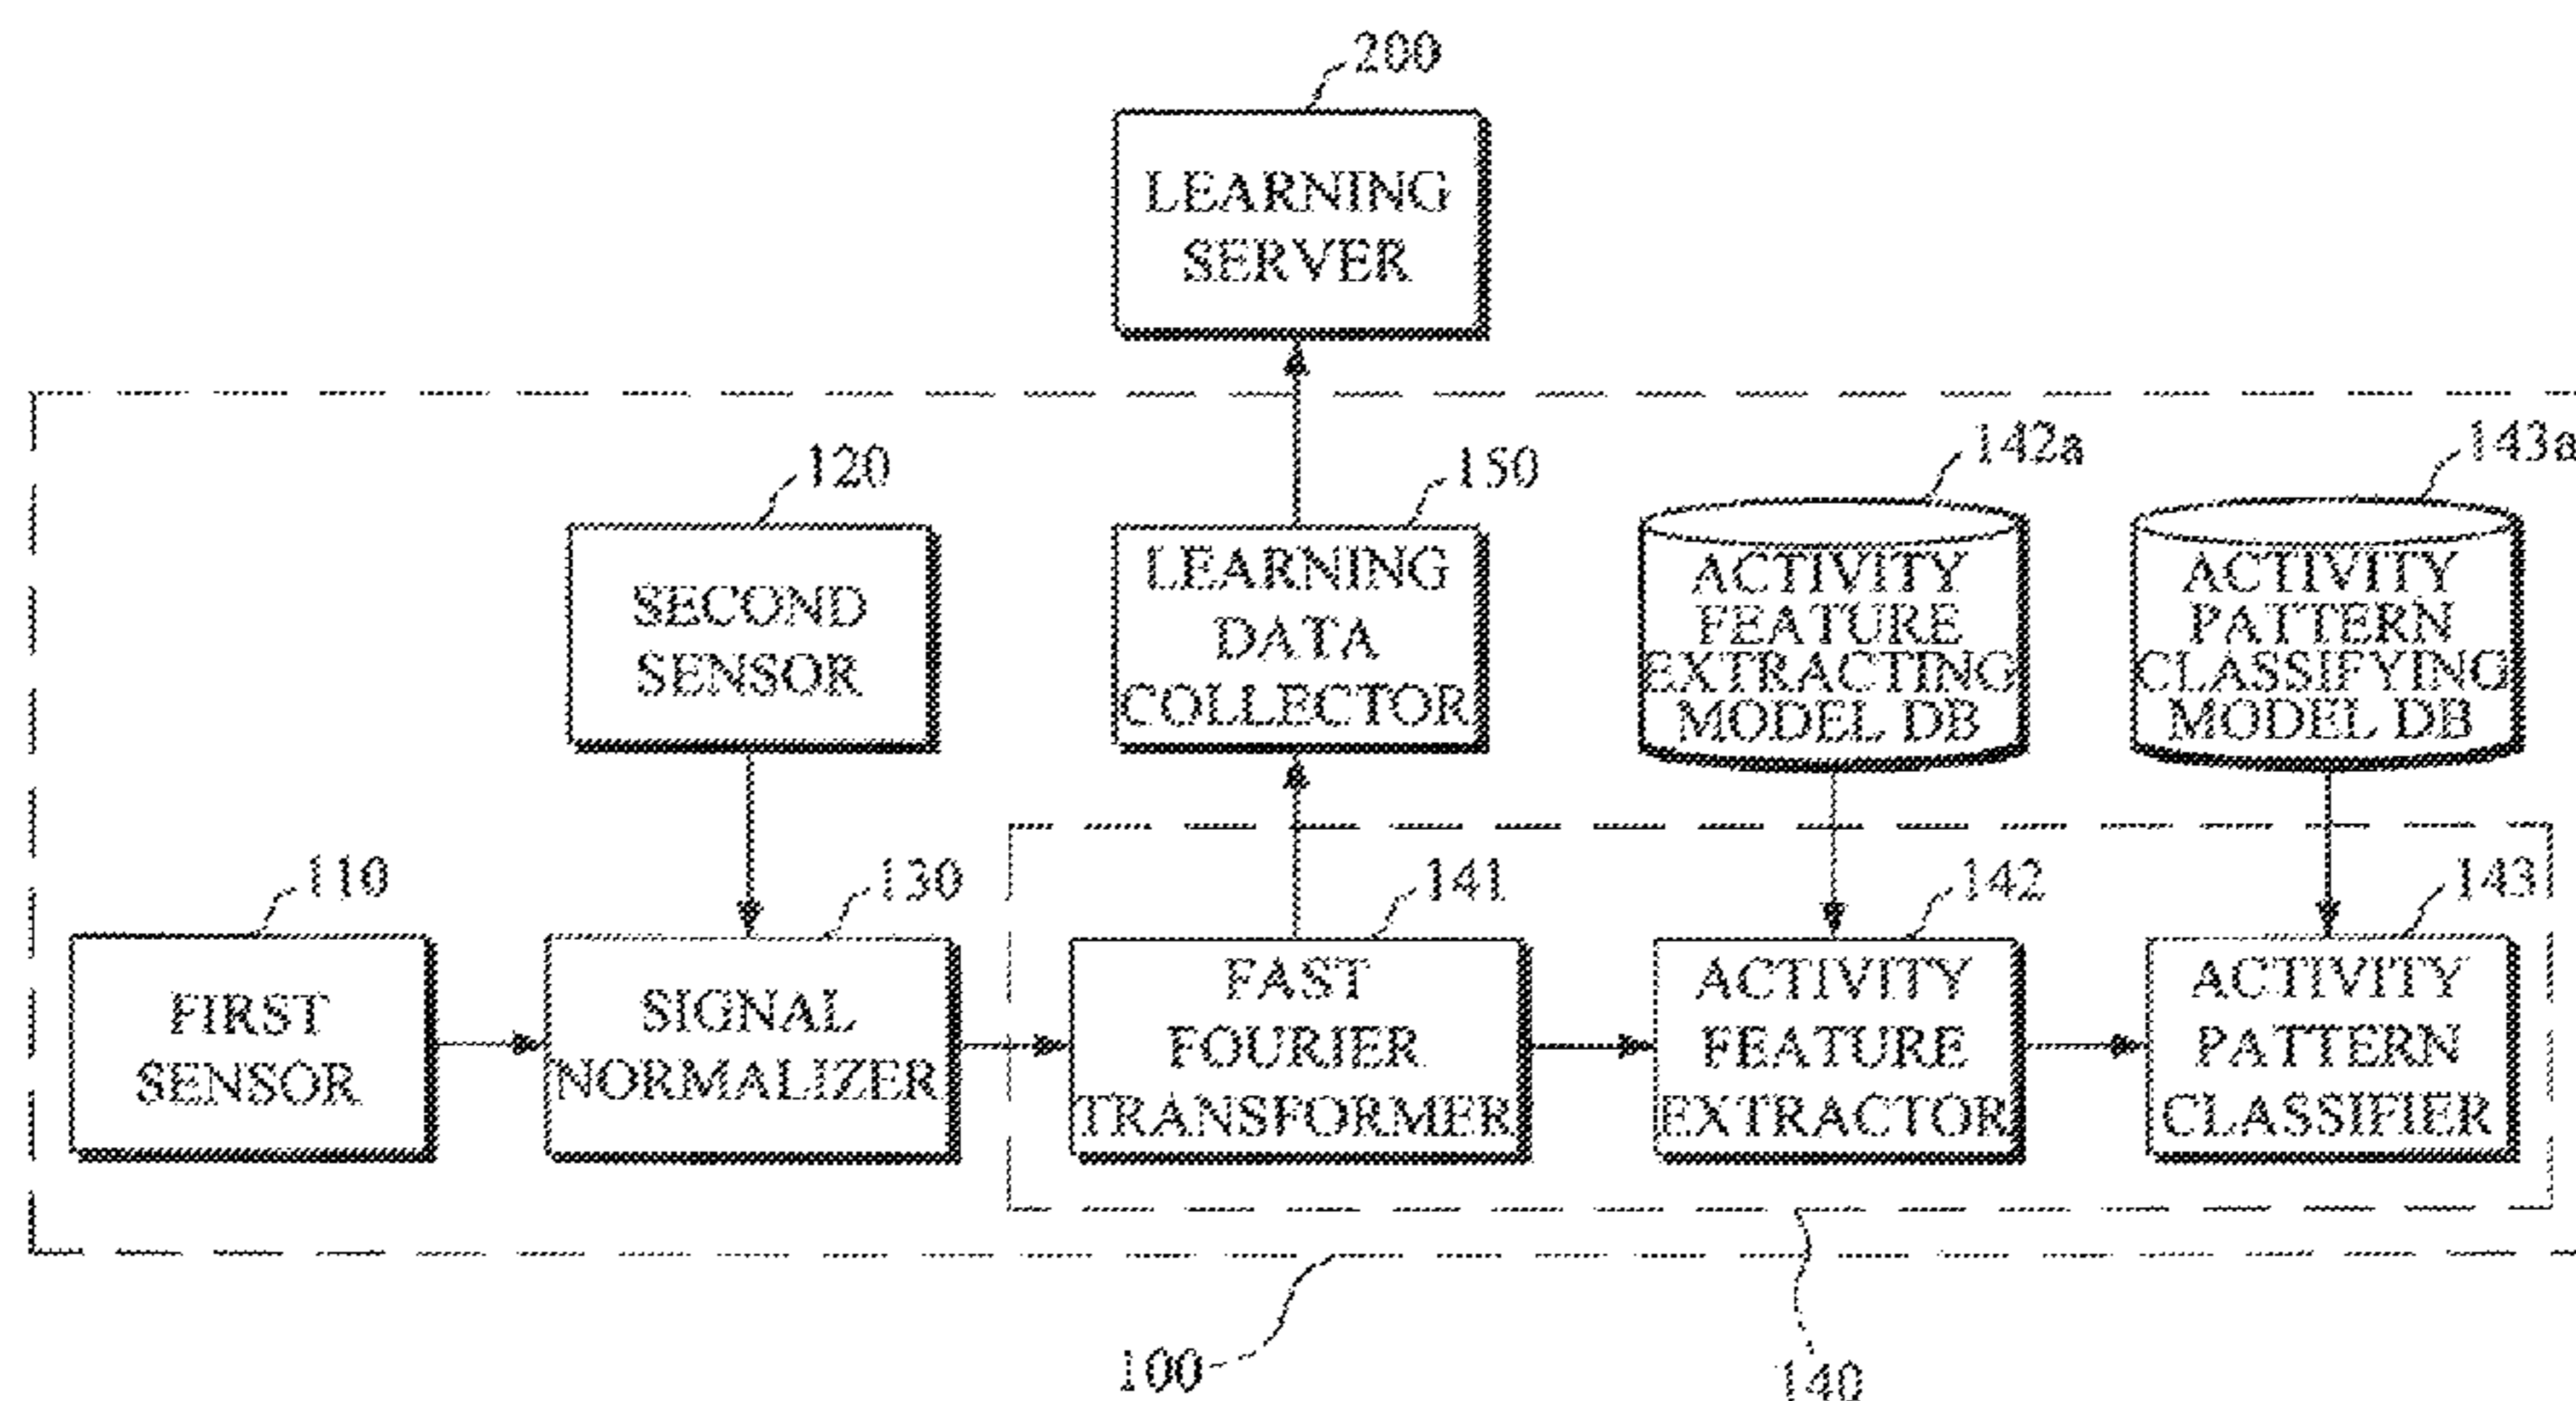 200
LEARNING
SERVER
120
SECOND
SENSOR
150
LEARNING
DATA
COLLECTOR
142a
ACTIVITY
FEATURE
EXTRACTING
MODEL DB
143a
ACTIVITY
PATTERN
CLASSIFYING
MODEL DB
110
FIRST
SENSOR
130
SIGNAL
NORMALIZER
141
FAST
FOURIER
TRANSFORMER
142
ACTIVITY
FEATURE
EXTRACTOR
143
ACTIVITY
PATTERN
CLASSIFIER
100
140